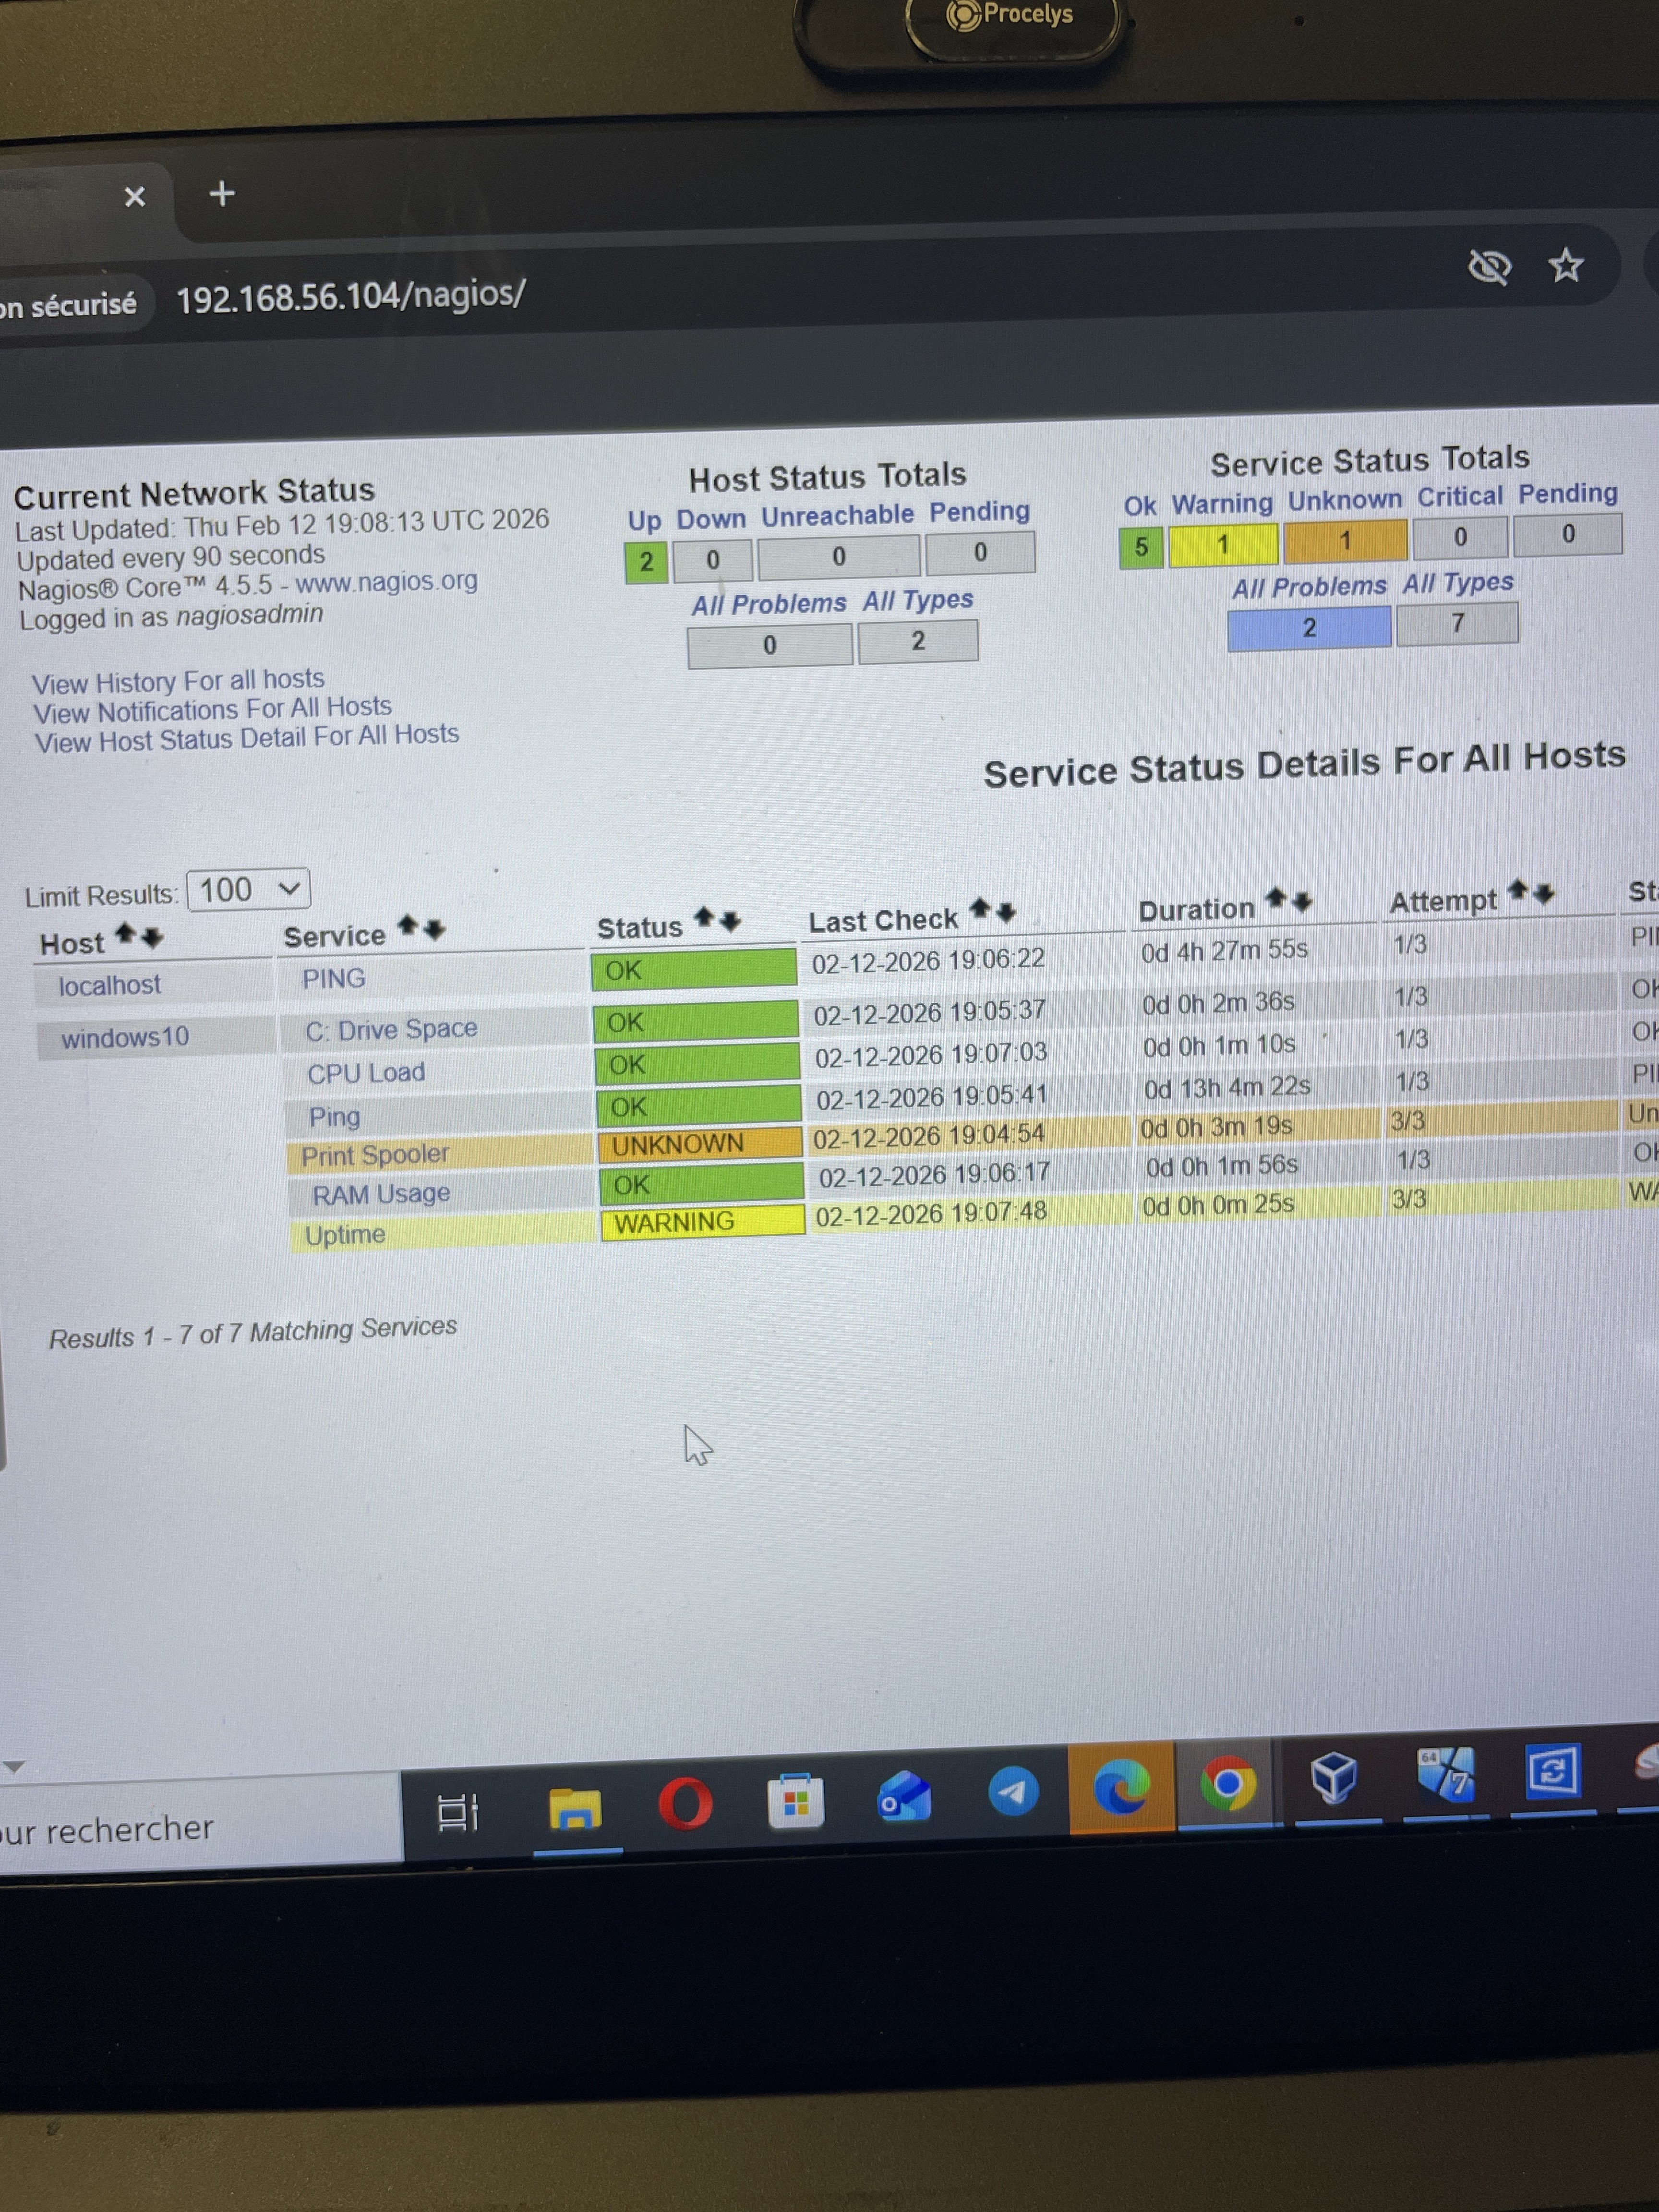 Procelys
on sécurisé 192.168.56.104/nagios/
Current Network Status
Last Updated: Thu Feb 12 19:08:13 UTC 2026
Updated every 90 seconds
Nagios® Core™ 4.5.5 - www.nagios.org
Logged in as nagiosadmin
View History For all hosts
View Notifications For All Hosts
View Host Status Detail For All Hosts
Host Status Totals
Up Down Unreachable Pending
2 0 0 0
All Problems All Types
0 2
Service Status Totals
Ok Warning Unknown Critical Pending
5 1 1 0 0
All Problems All Types
2 7
Service Status Details For All Hosts
Limit Results: 100
Host Service Status Last Check Duration Attempt St
localhost PING OK 02-12-2026 19:06:22 0d 4h 27m 55s 1/3 PI
windows10 C: Drive Space OK 02-12-2026 19:05:37 0d 0h 2m 36s 1/3 OK
CPU Load OK 02-12-2026 19:07:03 0d 0h 1m 10s 1/3 OK
Ping OK 02-12-2026 19:05:41 0d 13h 4m 22s 1/3 PI
Print Spooler UNKNOWN 02-12-2026 19:04:54 0d 0h 3m 19s 3/3 Un
RAM Usage OK 02-12-2026 19:06:17 0d 0h 1m 56s 1/3 OK
Uptime WARNING 02-12-2026 19:07:48 0d 0h 0m 25s 3/3 WA
Results 1 - 7 of 7 Matching Services
ur rechercher
64
7